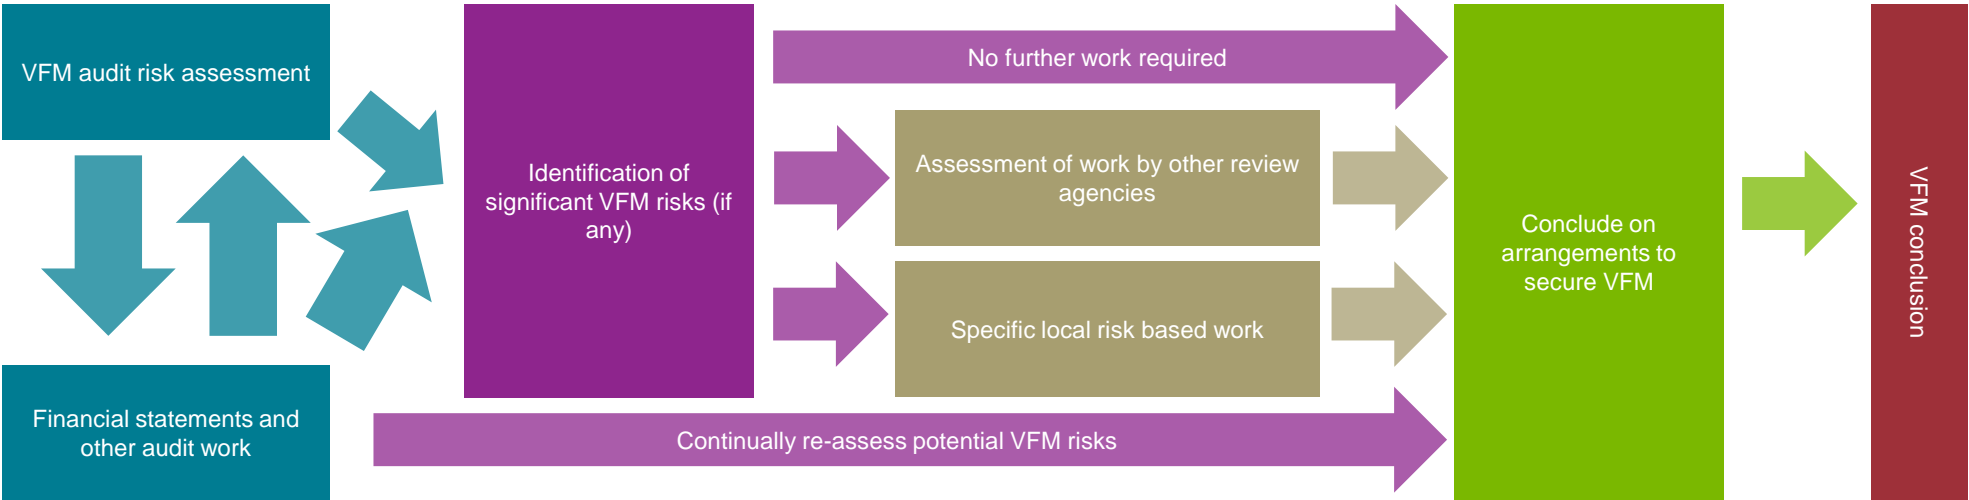 VFM audit risk assessment
Financial statements and
other audit work
Identification of
significant VFM risks (if
any)
No further work required
Assessment of work by other review
agencies
Specific local risk based work
Continually re-assess potential VFM risks
Conclude on
arrangements to
secure VFM
VFM conclusion